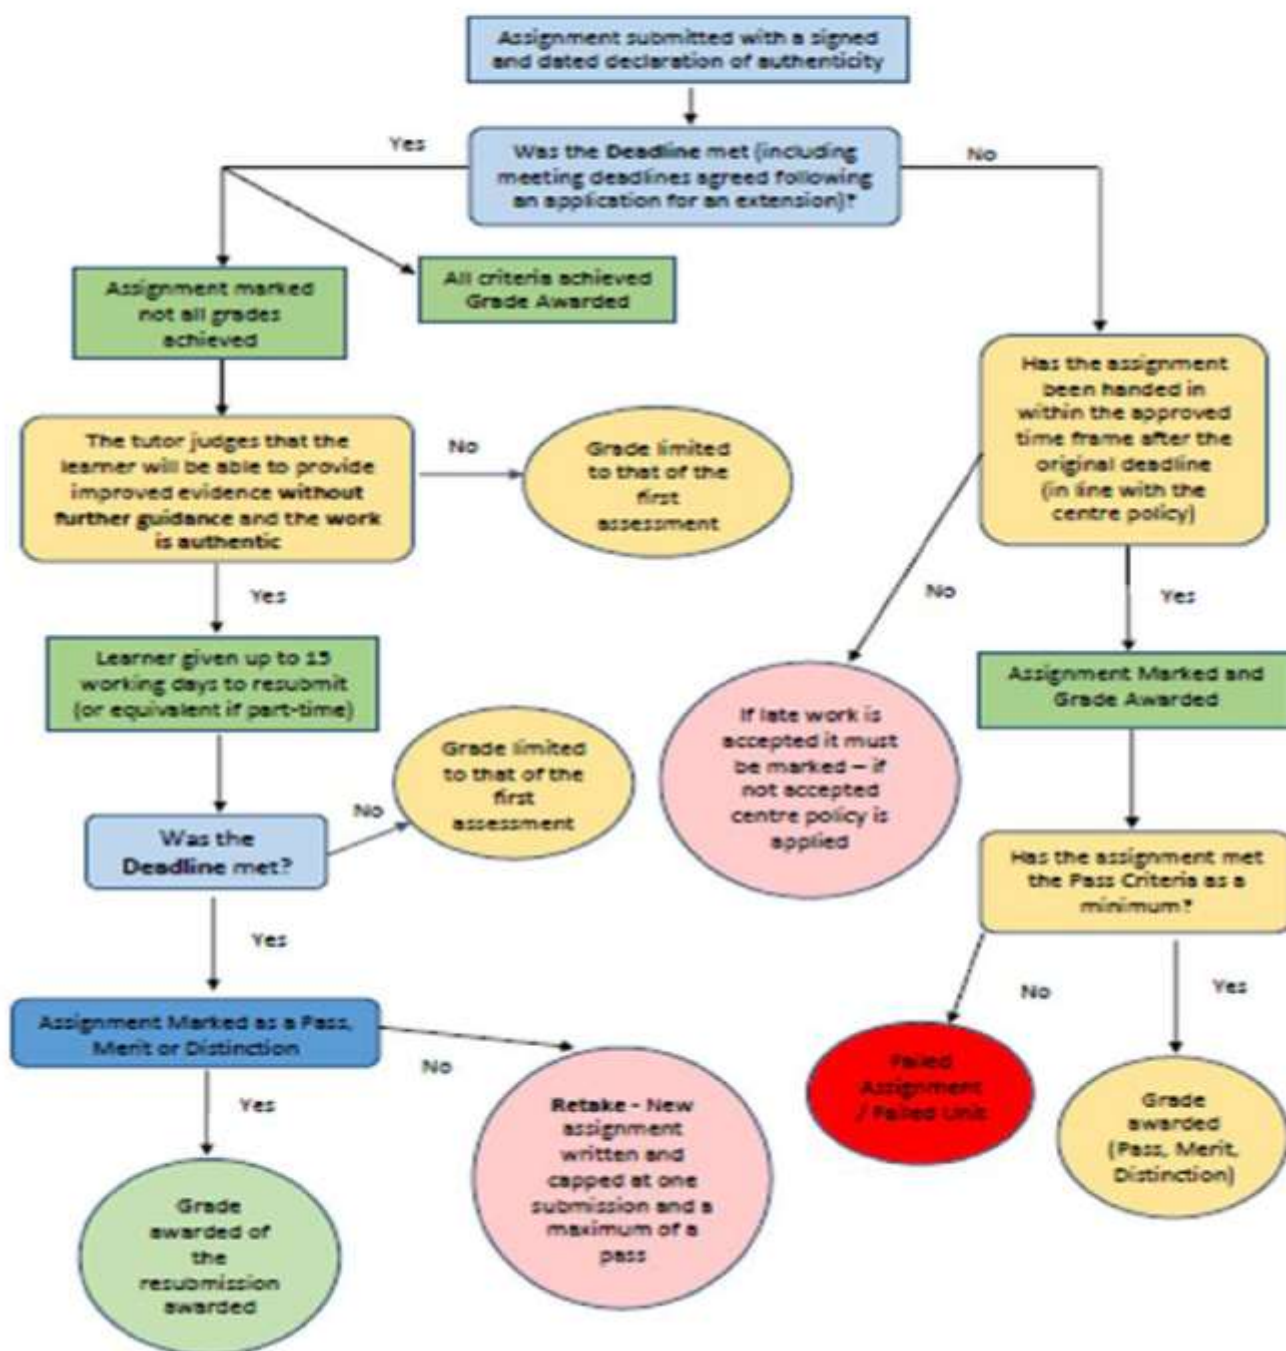 Assignment submitted with a signed
and dated declaration of authenticity
Yes
Was the Deadline met (including
meeting deadlines agreed following
an application for an extension)?
No
Assignment marked
not all grades
achieved
All criteria achieved
Grade Awarded
Has the assignment
been handed in
within the approved
time frame after the
original deadline
(in line with the
centre policy)
The tutor judges that the
learner will be able to provide
improved evidence without
further guidance and the work
is authentic
No
Grade limited
to that of the
first
assessment
Yes
No
Yes
Learner given up to 15
working days to resubmit
(or equivalent if part-time)
If late work is
accepted it must
be marked – if
not accepted
centre policy is
applied
Assignment Marked and
Grade Awarded
Was the
Deadline met?
No
Grade limited
to that of the
first
assessment
Has the assignment met
the Pass Criteria as a
minimum?
Yes
No
Yes
Assignment Marked as a Pass,
Merit or Distinction
No
Yes
Retake - New
assignment
written and
capped at one
submission and a
maximum of a
pass
Failed
Assignment
/ Failed Unit
Grade
awarded
(Pass, Merit,
Distinction)
Grade
awarded of
the
resubmission
awarded